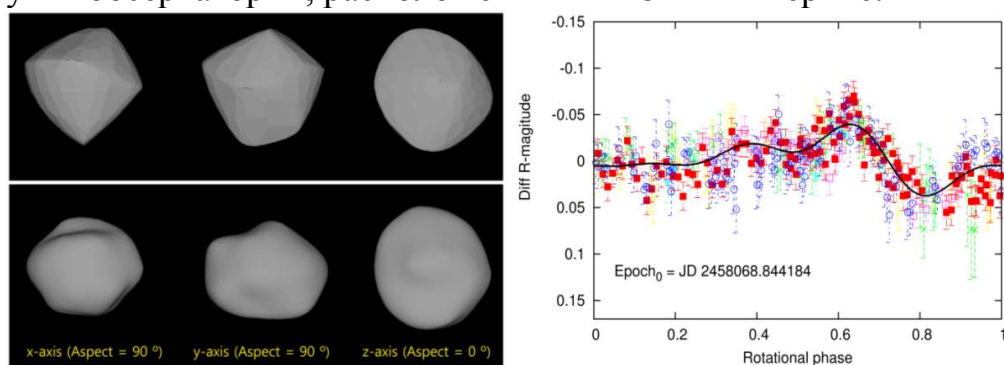 x-axis (Aspect = 90 º)
y-axis (Aspect = 90 º)
z-axis (Aspect = 0 º)
-0.15
-0.1
-0.05
0
0.05
0.1
0.15
Diff R-magitude
Epoch0 = JD 2458068.844184
0
0.2
0.4
0.6
0.8
1
Rotational phase